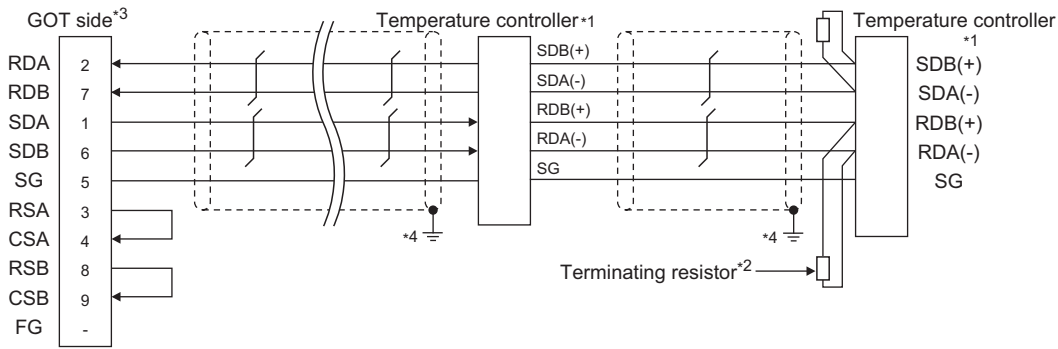 GOT side*3
Temperature controller*1
Temperature controller
*1
RDA 2
RDB 7
SDA 1
SDB 6
SG 5
RSA 3
CSA 4
RSB 8
CSB 9
FG -
SDB(+)
SDA(-)
RDB(+)
RDA(-)
SG
SDB(+)
SDA(-)
RDB(+)
RDA(-)
SG
*4
*4
Terminating resistor*2